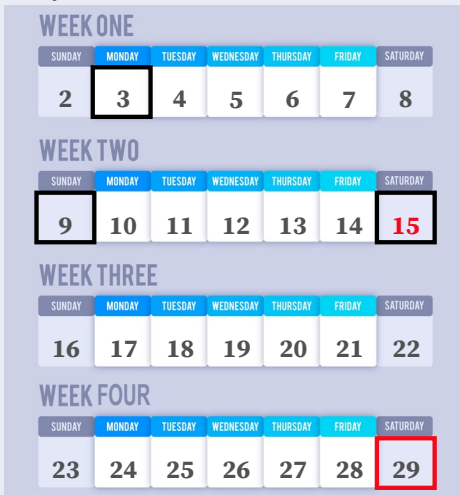 WEEK ONE
SUNDAY MONDAY TUESDAY WEDNESDAY THURSDAY FRIDAY SATURDAY
2 3 4 5 6 7 8
WEEK TWO
SUNDAY MONDAY TUESDAY WEDNESDAY THURSDAY FRIDAY SATURDAY
9 10 11 12 13 14 15
WEEK THREE
SUNDAY MONDAY TUESDAY WEDNESDAY THURSDAY FRIDAY SATURDAY
16 17 18 19 20 21 22
WEEK FOUR
SUNDAY MONDAY TUESDAY WEDNESDAY THURSDAY FRIDAY SATURDAY
23 24 25 26 27 28 29